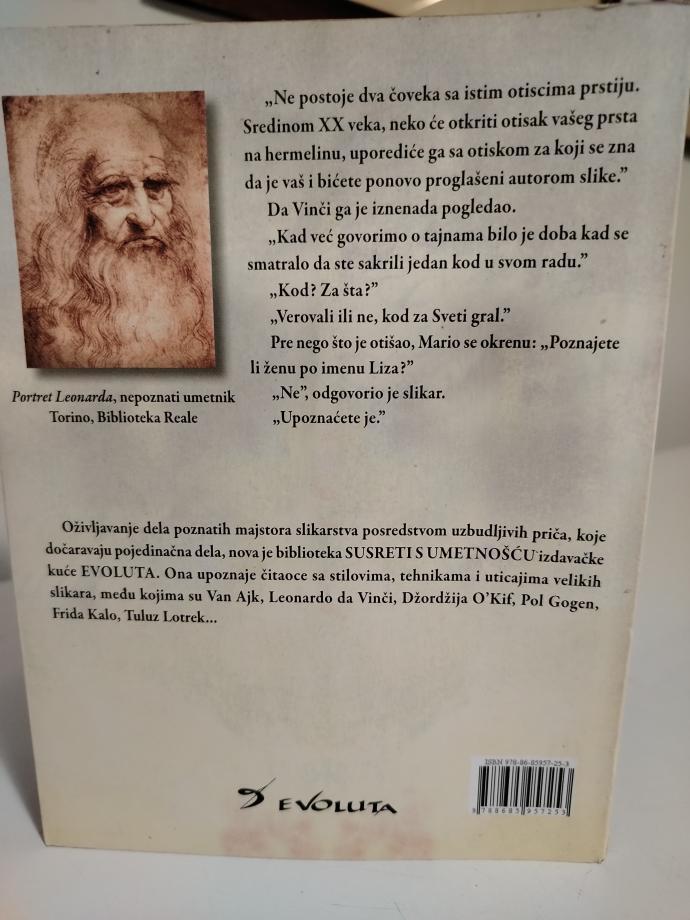 „Ne postoje dva čoveka sa istim otiscima prstiju.
Sredinom XX veka, neko će otkriti otisak vašeg prsta
na hermelinu, uporediće ga sa otiskom za koji se zna
da je vaš i bićete ponovo proglašeni autorom slike.”
Da Vinči ga je iznenada pogledao.
„Kad već govorimo o tajnama bilo je doba kad se
smatralo da ste sakrili jedan kod u svom radu.”
„Kod? Za šta?”
„Verovali ili ne, kod za Sveti gral.”
Pre nego što je otišao, Mario se okrenu: „Poznajete
li ženu po imenu Liza?”
„Ne”, odgovorio je slikar.
„Upoznaćete je.”
Portret Leonarda, nepoznati umetnik
Torino, Biblioteka Reale
Oživljavanje dela poznatih majstora slikarstva posredstvom uzbudljivih priča, koje
dočaravaju pojedinačna dela, nova je biblioteka SUSRETI S UMETNOŠĆU izdavačke
kuće EVOLUTA. Ona upoznaje čitaoce sa stilovima, tehnikama i uticajima velikih
slikara, među kojima su Van Ajk, Leonardo da Vinči, Džordžija O’Kif, Pol Gogen,
Frida Kalo, Tuluz Lotrek...
ISBN 978-86-85957-25-3
EVOLUTA
9 788685 957253